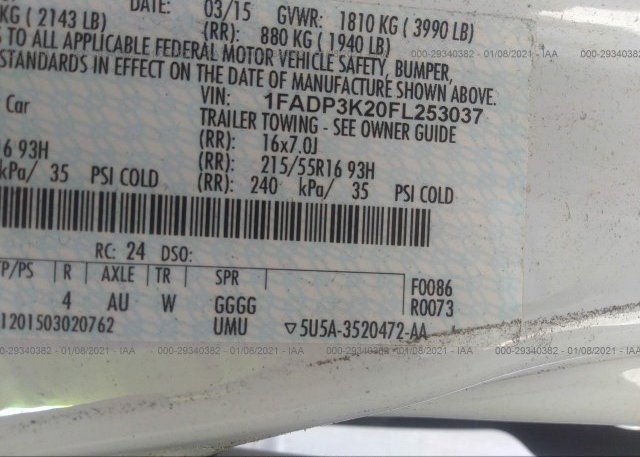 DATE: 03/15 GVWR: 1810 KG ( 3990 LB)
KG ( 2143 LB) (RR): 880 KG ( 1940 LB)
S TO ALL APPLICABLE FEDERAL MOTOR VEHICLE SAFETY, BUMPER,
STANDARDS IN EFFECT ON THE DATE OF MANUFACTURE SHOWN ABOVE.
VIN: 1FADP3K20FL253037
Car TRAILER TOWING - SEE OWNER GUIDE
(RR): 16x7.0J
16 93H (RR): 215/55R16 93H
kPa/ 35 PSI COLD (RR): 240 kPa/ 35 PSI COLD
RC: 24 DSO:
TP/PS R AXLE TR SPR F0086
4 AU W GGGG R0073
1201503020762 UMU ▽5U5A-3520472-AA
000-29340382 - 01/08/2021 - IAA
000-29340382 - 01/08/2021 - IAA
000-29340382 - 01/08/2021 - IAA
000-29340382 - 01/08/2021 - IAA